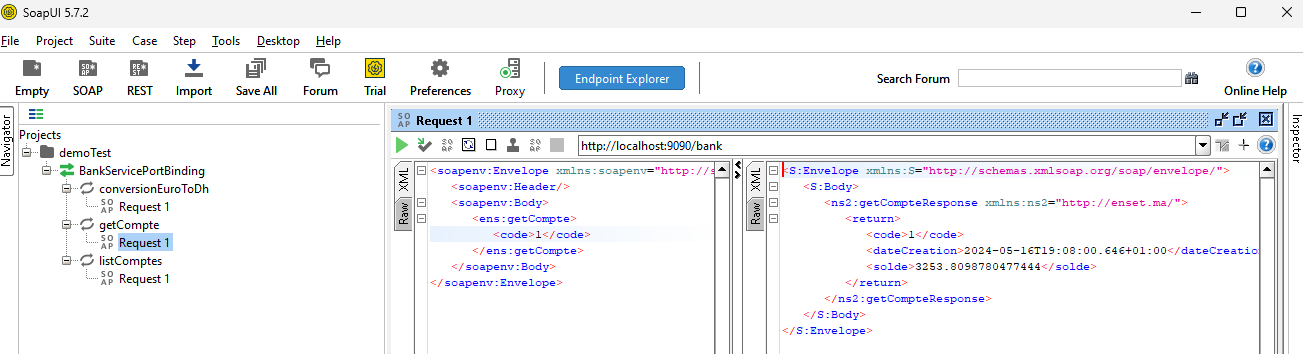 SoapUI 5.7.2
File Project Suite Case Step Tools Desktop Help
Empty SOAP REST Import Save All Forum Trial Preferences Proxy Endpoint Explorer Search Forum Online Help
Navigator
Projects
demoTest
BankServicePortBinding
conversionEuroToDh
Request 1
getCompte
Request 1
listComptes
Request 1
Request 1
http://localhost:9090/bank
XML
Raw
<soapenv:Envelope xmlns:soapenv="http://s
<soapenv:Header/>
<soapenv:Body>
<ens:getCompte>
<code>1</code>
</ens:getCompte>
</soapenv:Body>
</soapenv:Envelope>
XML
Raw
<S:Envelope xmlns:S="http://schemas.xmlsoap.org/soap/envelope/">
<S:Body>
<ns2:getCompteResponse xmlns:ns2="http://enset.ma/">
<return>
<code>1</code>
<dateCreation>2024-05-16T19:08:00.646+01:00</dateCreation
<solde>3253.8098780477444</solde>
</return>
</ns2:getCompteResponse>
</S:Body>
</S:Envelope>
Inspector